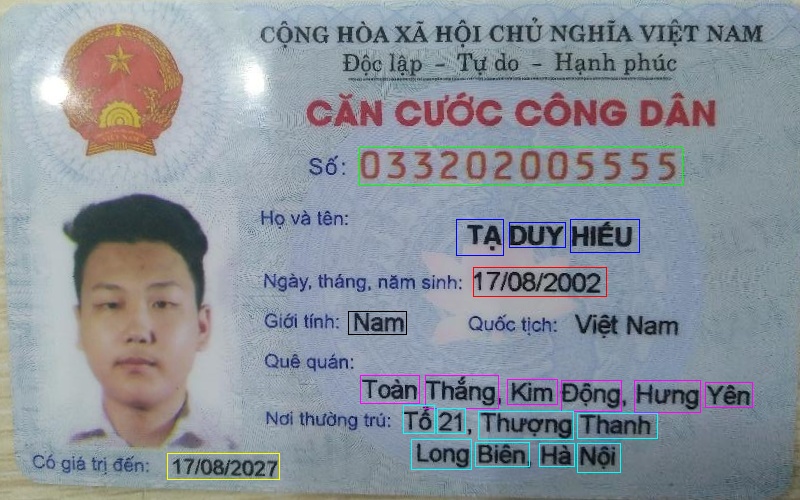 CỘNG HÒA XÃ HỘI CHỦ NGHĨA VIỆT NAM
Độc lập - Tự do - Hạnh phúc
CĂN CƯỚC CÔNG DÂN
Số: 033202005555
Họ và tên:
TẠ DUY HIẾU
Ngày, tháng, năm sinh: 17/08/2002
Giới tính: Nam Quốc tịch: Việt Nam
Quê quán:
Toàn Thắng, Kim Động, Hưng Yên
Nơi thường trú: Tổ 21, Thượng Thanh
Long Biên, Hà Nội
Có giá trị đến: 17/08/2027